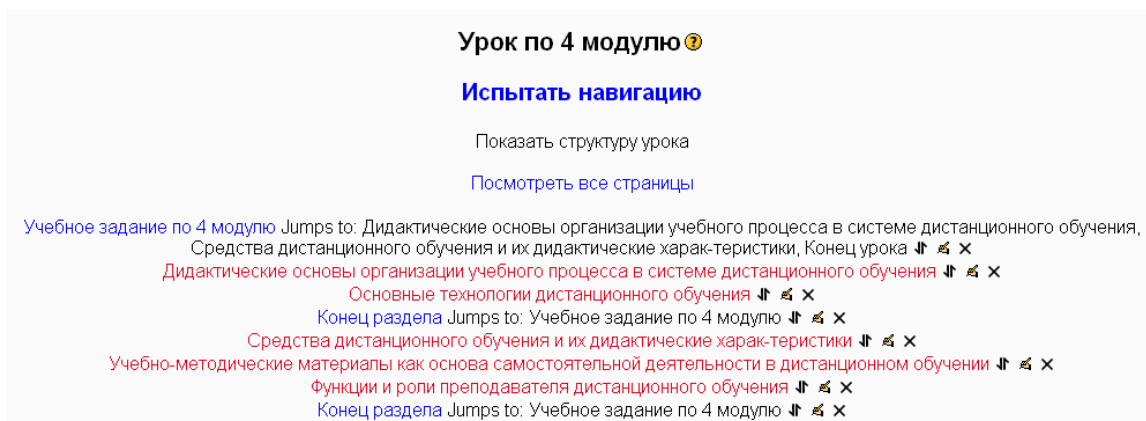 Урок по 4 модулю
Испытать навигацию
Показать структуру урока
Посмотреть все страницы
Учебное задание по 4 модулю Jumps to: Дидактические основы организации учебного процесса в системе дистанционного обучения,
Средства дистанционного обучения и их дидактические харак-теристики, Конец урока
Дидактические основы организации учебного процесса в системе дистанционного обучения
Основные технологии дистанционного обучения
Конец раздела Jumps to: Учебное задание по 4 модулю
Средства дистанционного обучения и их дидактические харак-теристики
Учебно-методические материалы как основа самостоятельной деятельности в дистанционном обучении
Функции и роли преподавателя дистанционного обучения
Конец раздела Jumps to: Учебное задание по 4 модулю